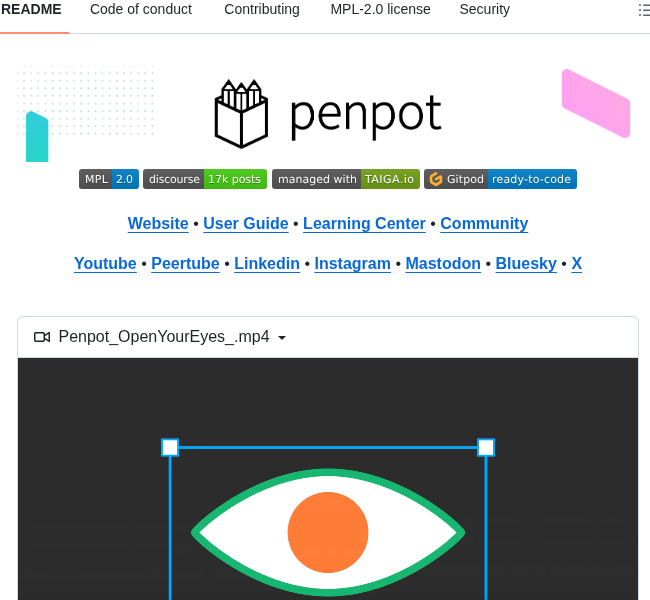 README Code of conduct Contributing MPL-2.0 license Security
penpot
MPL 2.0 discourse 17k posts managed with TAIGA.io Gitpod ready-to-code
Website • User Guide • Learning Center • Community
Youtube • Peertube • Linkedin • Instagram • Mastodon • Bluesky • X
Penpot_OpenYourEyes_.mp4